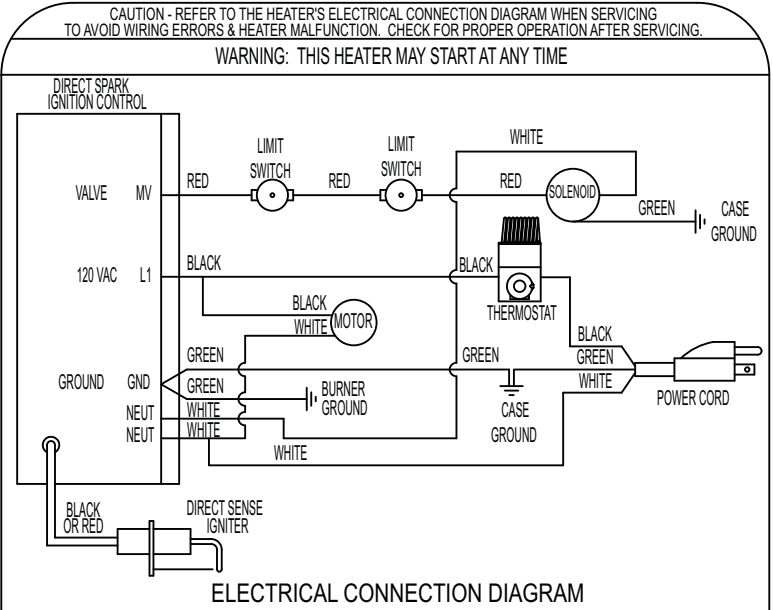 CAUTION - REFER TO THE HEATER'S ELECTRICAL CONNECTION DIAGRAM WHEN SERVICING
TO AVOID WIRING ERRORS & HEATER MALFUNCTION. CHECK FOR PROPER OPERATION AFTER SERVICING.
WARNING: THIS HEATER MAY START AT ANY TIME
DIRECT SPARK
IGNITION CONTROL
WHITE
LIMIT
SWITCH
LIMIT
SWITCH
VALVE MV
RED
RED
RED
SOLENOID
GREEN
CASE
GROUND
120 VAC L1
BLACK
BLACK
THERMOSTAT
BLACK
WHITE
MOTOR
BLACK
GREEN
WHITE
POWER CORD
GREEN
GREEN
GROUND GND
GREEN
BURNER
GROUND
CASE
GROUND
NEUT
WHITE
NEUT
WHITE
WHITE
BLACK
OR RED
DIRECT SENSE
IGNITER
ELECTRICAL CONNECTION DIAGRAM